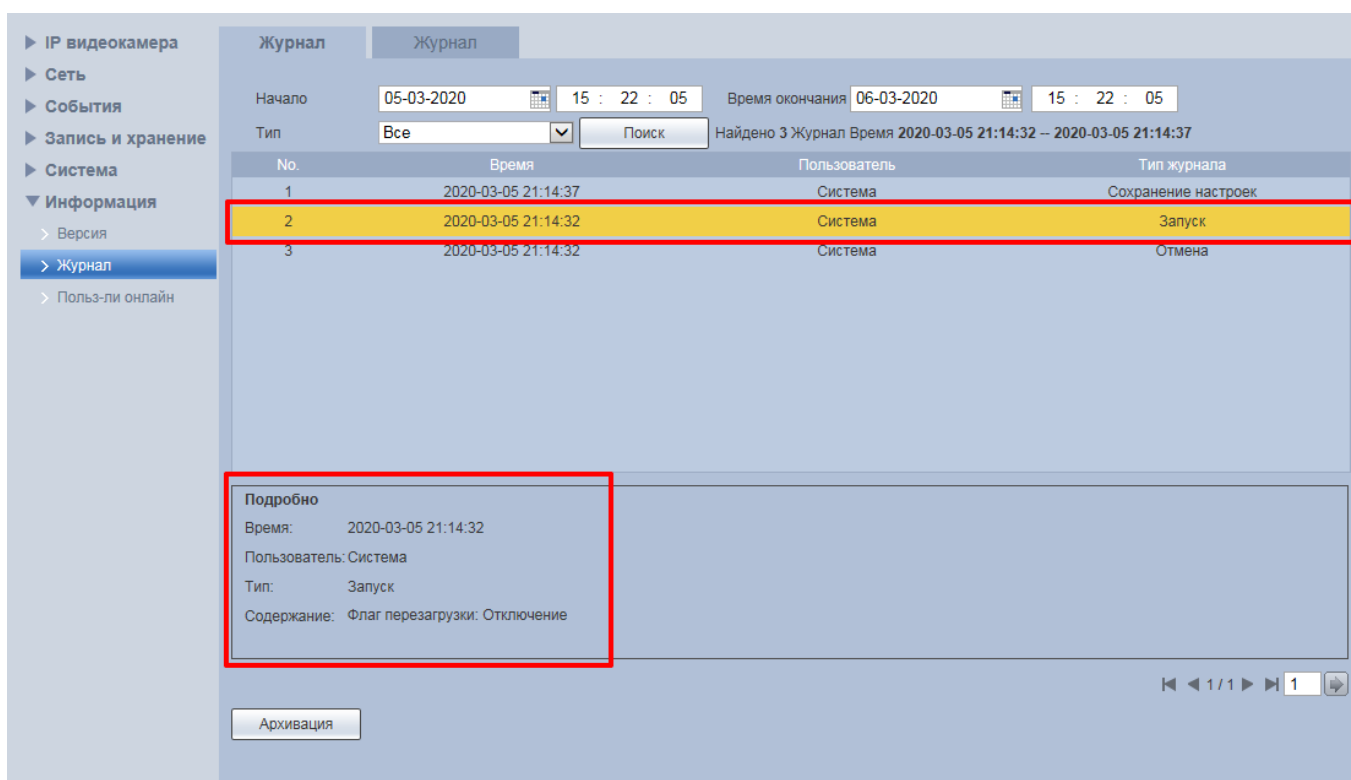 IP видеокамера
Сеть
События
Запись и хранение
Система
Информация
Версия
Журнал
Польз-ли онлайн
Журнал Журнал
Начало 05-03-2020 15 : 22 : 05 Время окончания 06-03-2020 15 : 22 : 05
Тип Все Поиск Найдено 3 Журнал Время 2020-03-05 21:14:32 -- 2020-03-05 21:14:37
No. Время Пользователь Тип журнала
1 2020-03-05 21:14:37 Система Сохранение настроек
2 2020-03-05 21:14:32 Система Запуск
3 2020-03-05 21:14:32 Система Отмена
Подробно
Время: 2020-03-05 21:14:32
Пользователь: Система
Тип: Запуск
Содержание: Флаг перезагрузки: Отключение
1 / 1 1
Архивация